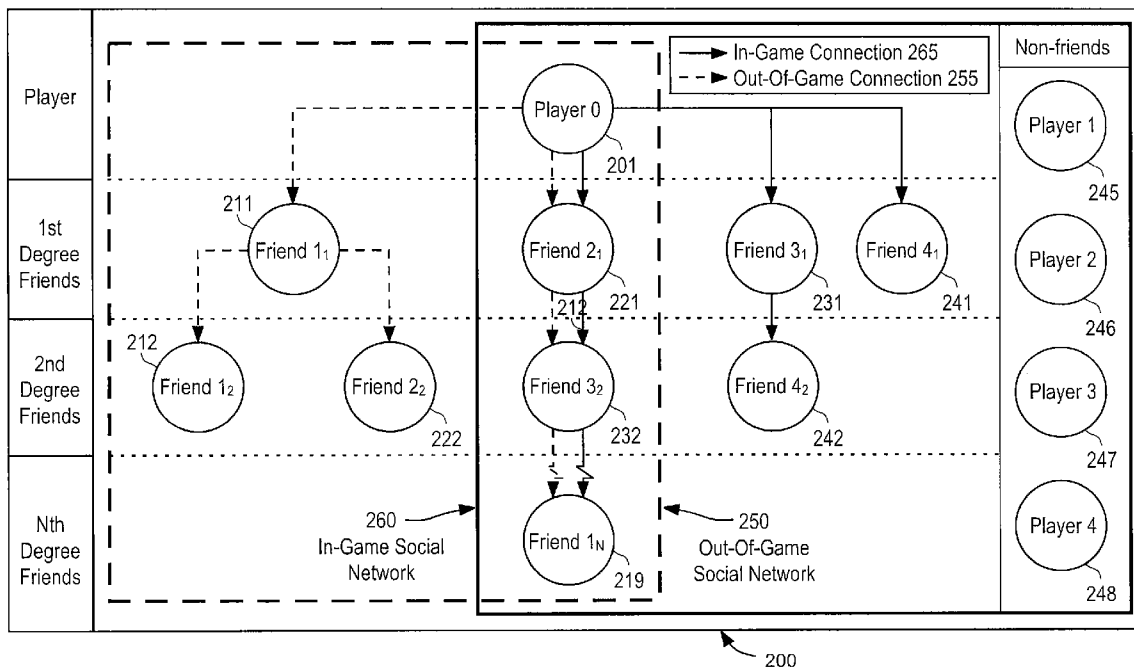 Player
In-Game Connection 265
Out-Of-Game Connection 255
Non-friends
Player 0
201
Player 1
245
1st
Degree
Friends
211
Friend 1₁
Friend 2₁
221
Friend 3₁
231
Friend 4₁
241
Player 2
246
212
2nd
Degree
Friends
212
Friend 1₂
Friend 2₂
222
Friend 3₂
232
Friend 4₂
242
Player 3
247
Nth
Degree
Friends
260
In-Game Social
Network
Friend 1N
219
250
Out-Of-Game
Social Network
Player 4
248
200